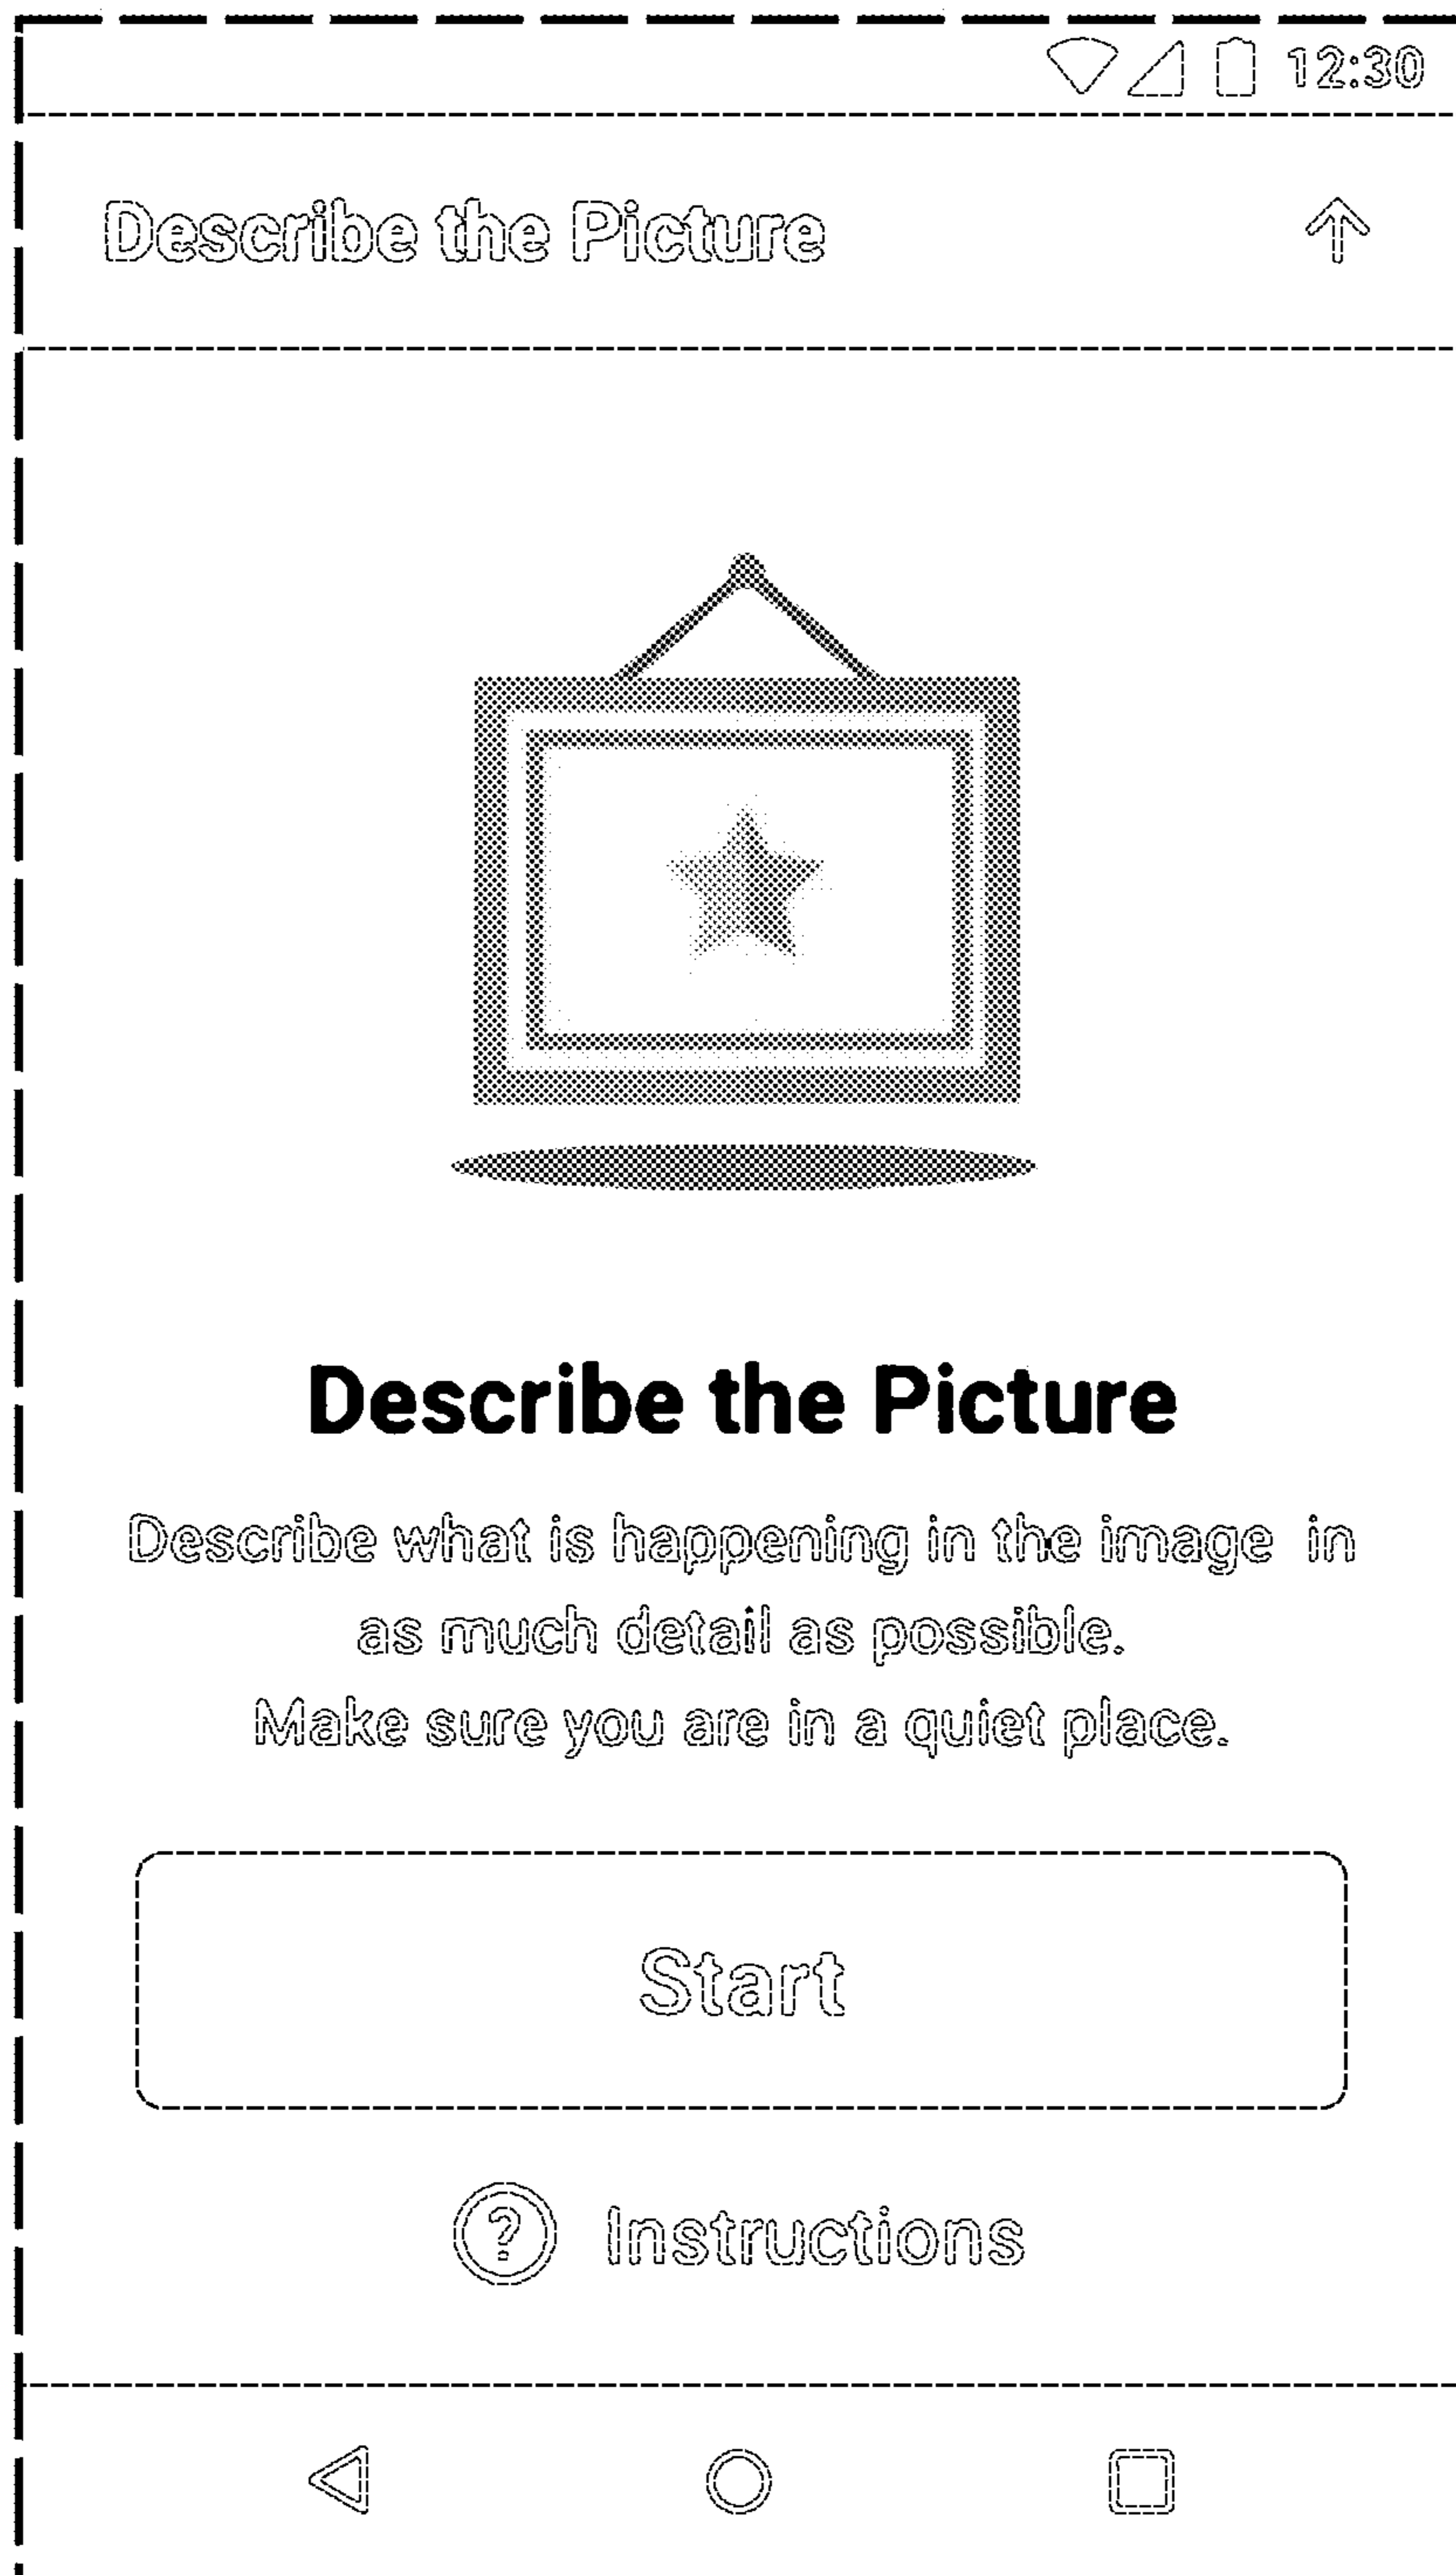 12:30
Describe the Picture
Describe the Picture
Describe what is happening in the image in
as much detail as possible.
Make sure you are in a quiet place.
Start
? Instructions